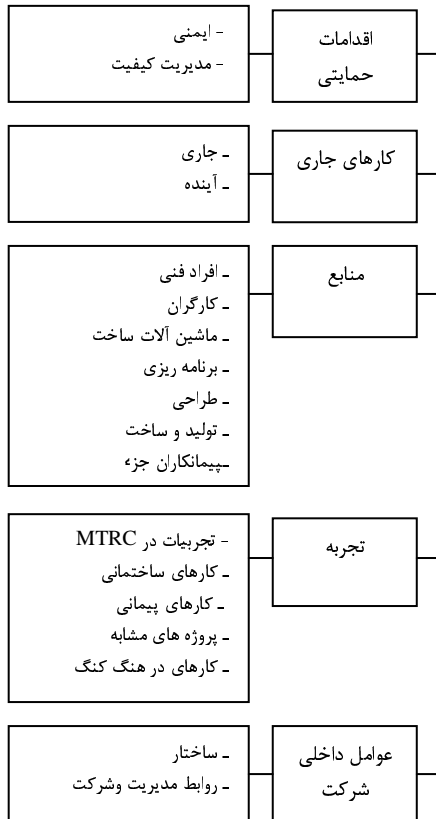 اقدامات
حمایتی
- ایمنی
- مدیریت کیفیت
کارهای جاری
ـ جاری
ـ آینده
منابع
ـ افراد فنی
ـ کارگران
ـ ماشین آلات ساخت
ـ برنامه ریزی
ـ طراحی
ـ تولید و ساخت
ـپیمانکاران جزء
تجربه
- تجربیات در MTRC
ـ کارهای ساختمانی
ـ کارهای پیمانی
ـ پروژه های مشابه
ـ کارهای در هنگ کنگ
عوامل داخلی
شرکت
ـ ساختار
ـ روابط مدیریت وشرکت